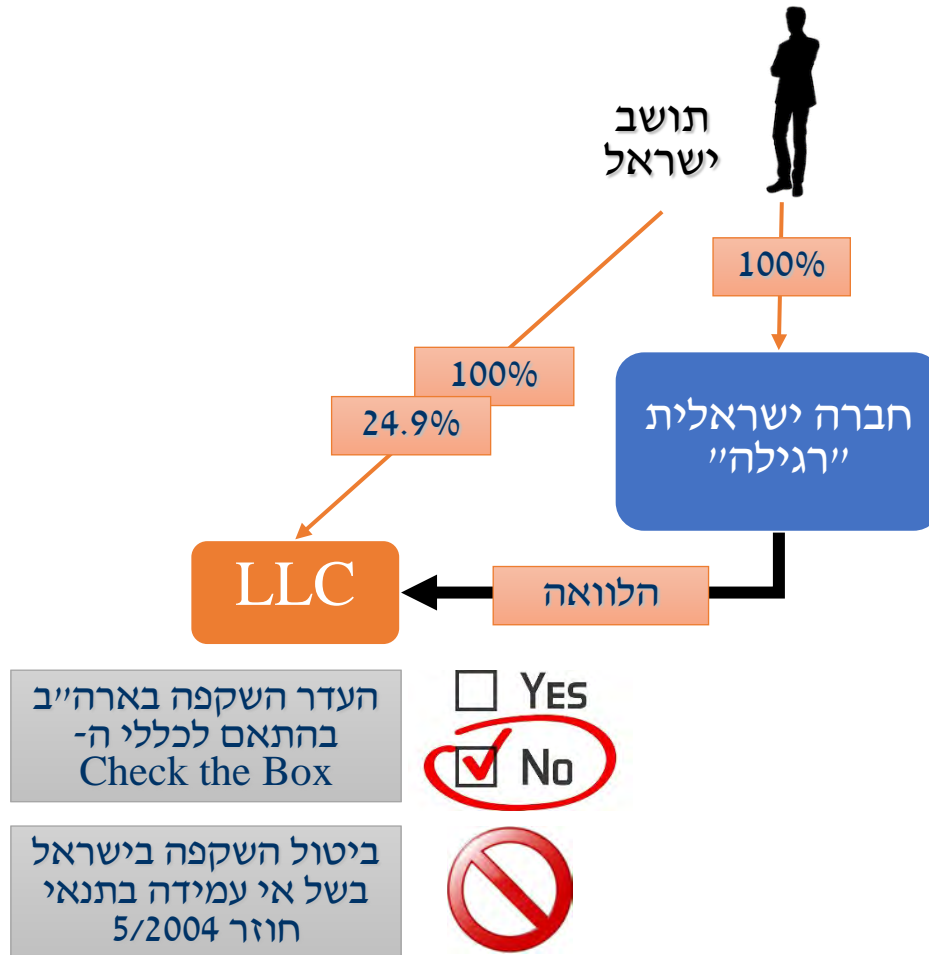 תושב
ישראל
100%
100%
24.9%
חברה ישראלית
״רגילה״
LLC
הלוואה
העדר השקפה בארה״ב
בהתאם לכללי ה-
Check the Box
YES
NO
ביטול השקפה בישראל
בשל אי עמידה בתנאי
חוזר 5/2004